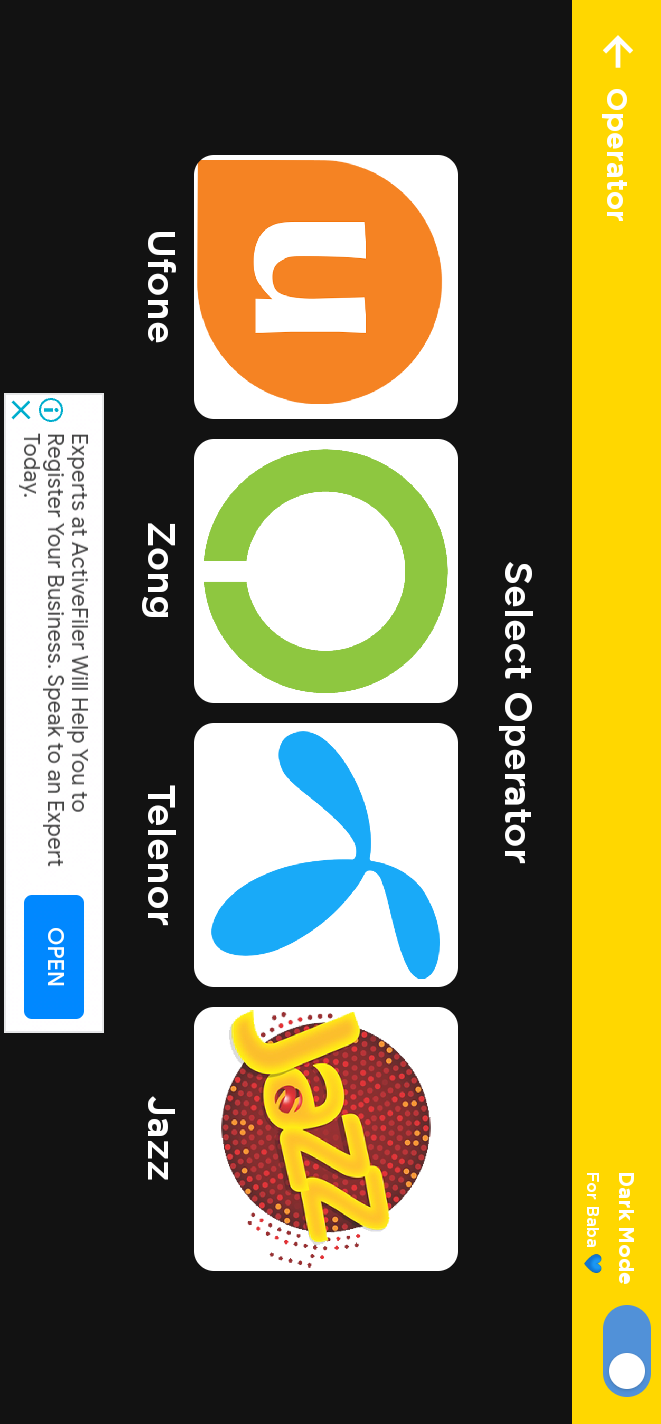 Operator
Dark Mode
For Baba 💙
Select Operator
u
Jazz
Ufone
Zong
Telenor
Jazz
Experts at ActiveFiler Will Help You to
Register Your Business. Speak to an Expert
Today.
OPEN